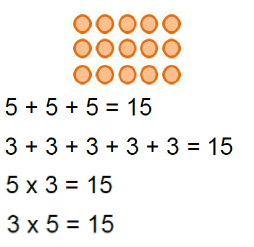 5 + 5 + 5 = 15
3 + 3 + 3 + 3 + 3 = 15
5 x 3 = 15
3 x 5 = 15